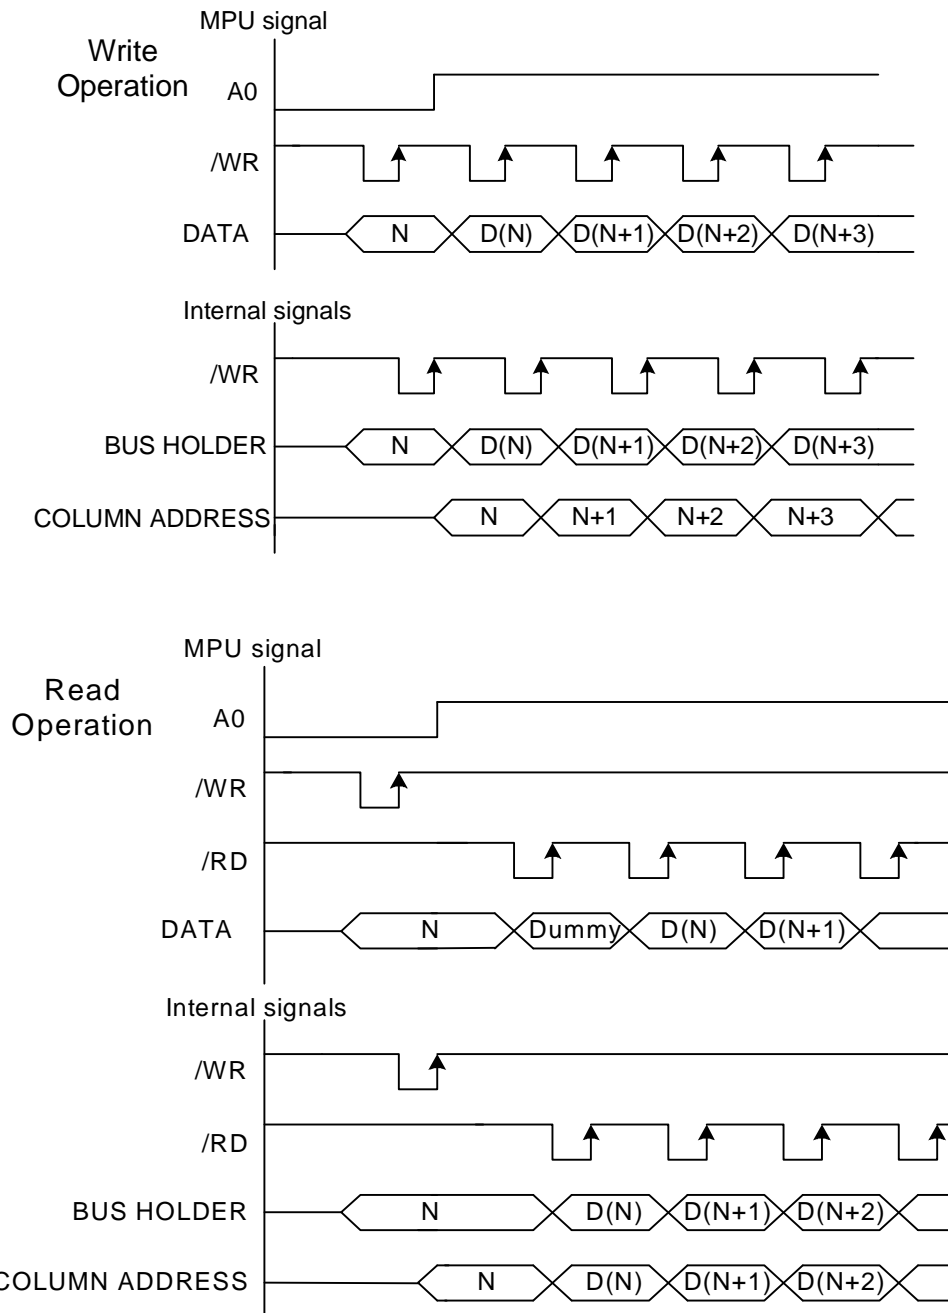 MPU signal
Write
Operation
A0
/WR
DATA N D(N) D(N+1) D(N+2) D(N+3)
Internal signals
/WR
BUS HOLDER N D(N) D(N+1) D(N+2) D(N+3)
COLUMN ADDRESS N N+1 N+2 N+3
MPU signal
Read
Operation
A0
/WR
/RD
DATA N Dummy D(N) D(N+1)
Internal signals
/WR
/RD
BUS HOLDER N D(N) D(N+1) D(N+2)
COLUMN ADDRESS N D(N) D(N+1) D(N+2)